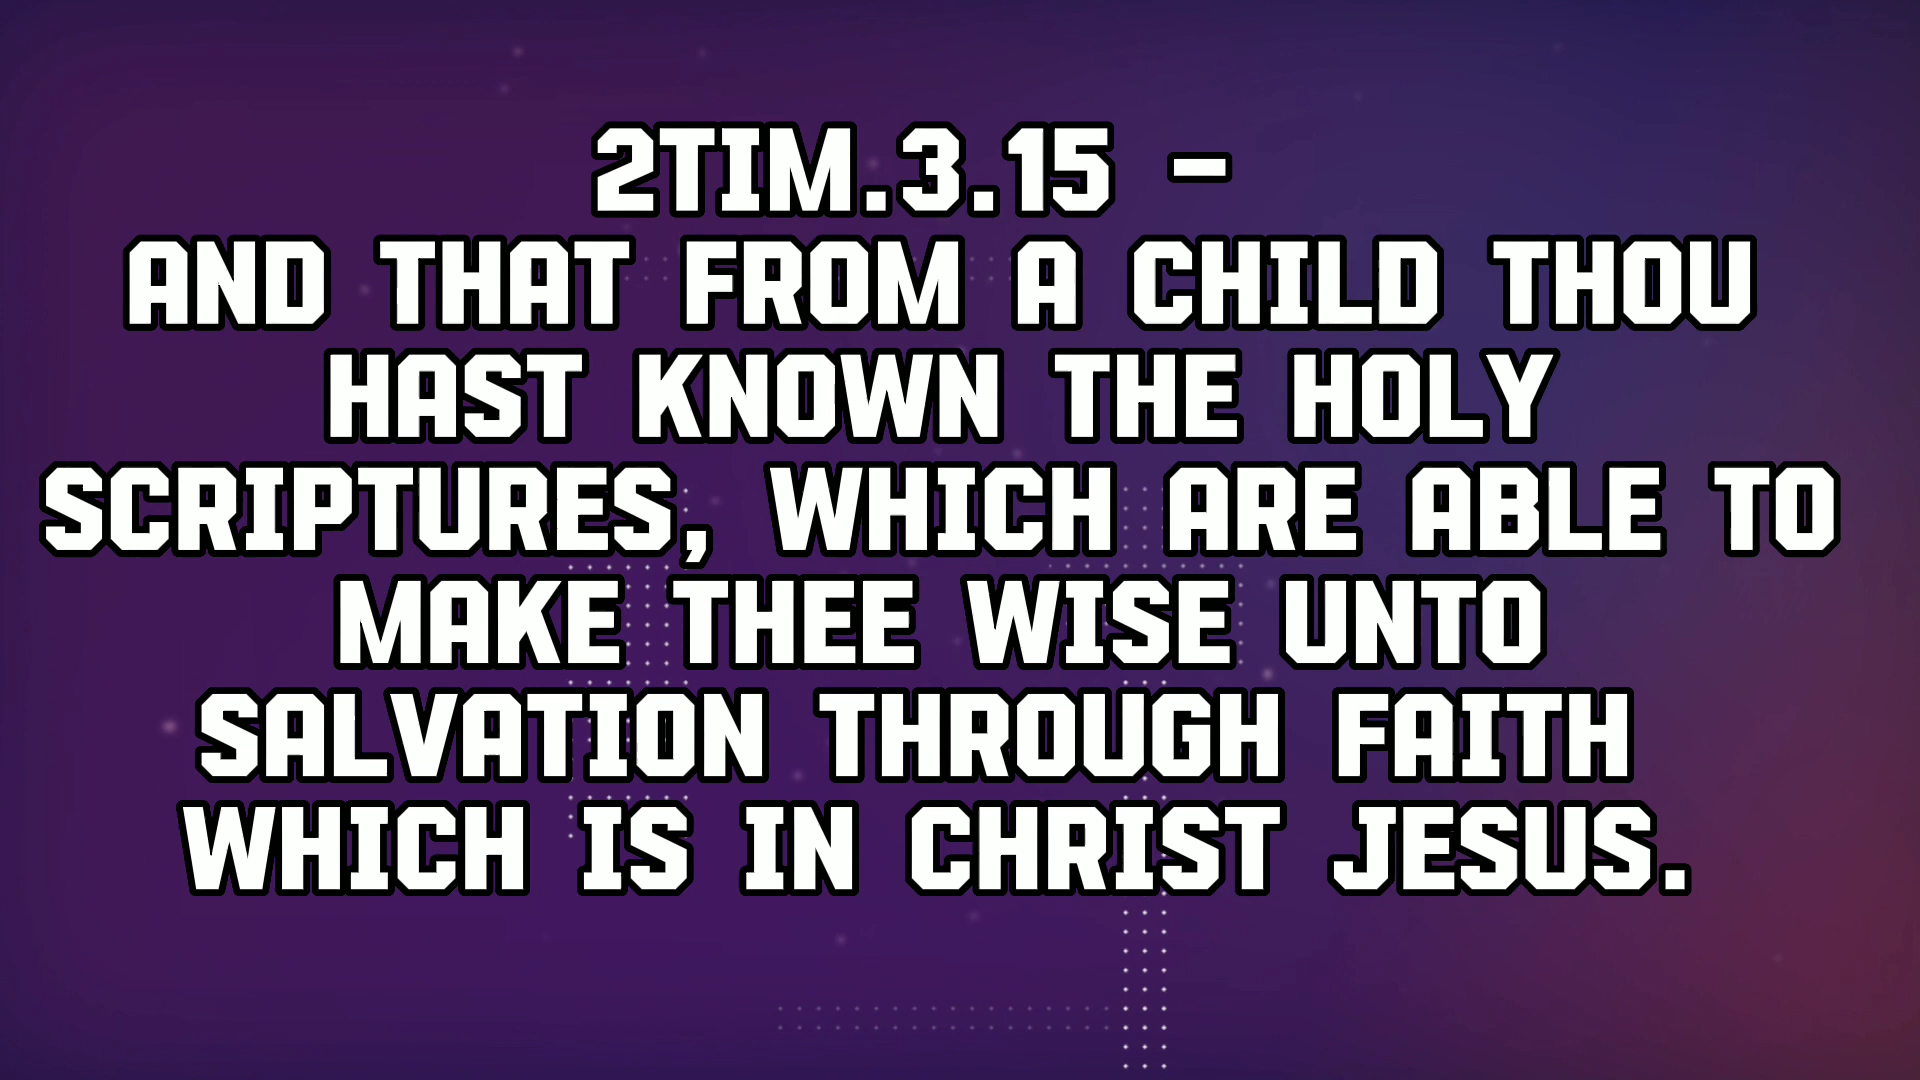 2TIM.3.15 -
AND THAT FROM A CHILD THOU
HAST KNOWN THE HOLY
SCRIPTURES, WHICH ARE ABLE TO
MAKE THEE WISE UNTO
SALVATION THROUGH FAITH
WHICH IS IN CHRIST JESUS.